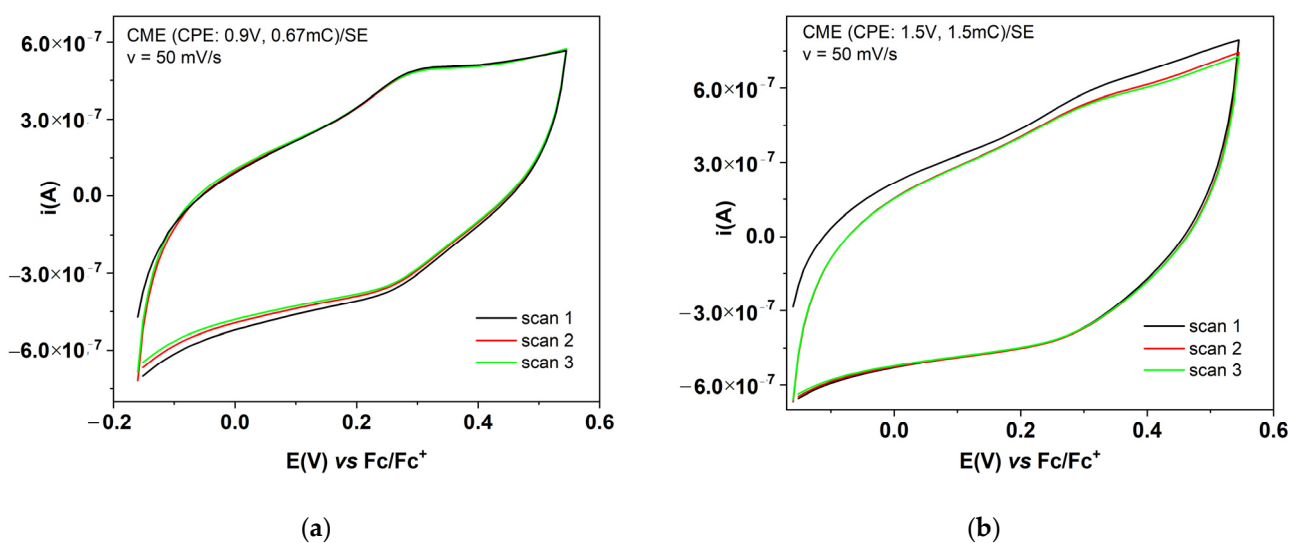 CME (CPE: 0.9V, 0.67mC)/SE
v = 50 mV/s
6.0×10⁻⁷
3.0×10⁻⁷
0.0
−3.0×10⁻⁷
−6.0×10⁻⁷
i(A)
scan 1
scan 2
scan 3
−0.2 0.0 0.2 0.4 0.6
E(V) vs Fc/Fc⁺
(a)
CME (CPE: 1.5V, 1.5mC)/SE
v = 50 mV/s
6.0×10⁻⁷
3.0×10⁻⁷
0.0
−3.0×10⁻⁷
−6.0×10⁻⁷
i(A)
scan 1
scan 2
scan 3
0.0 0.2 0.4 0.6
E(V) vs Fc/Fc⁺
(b)